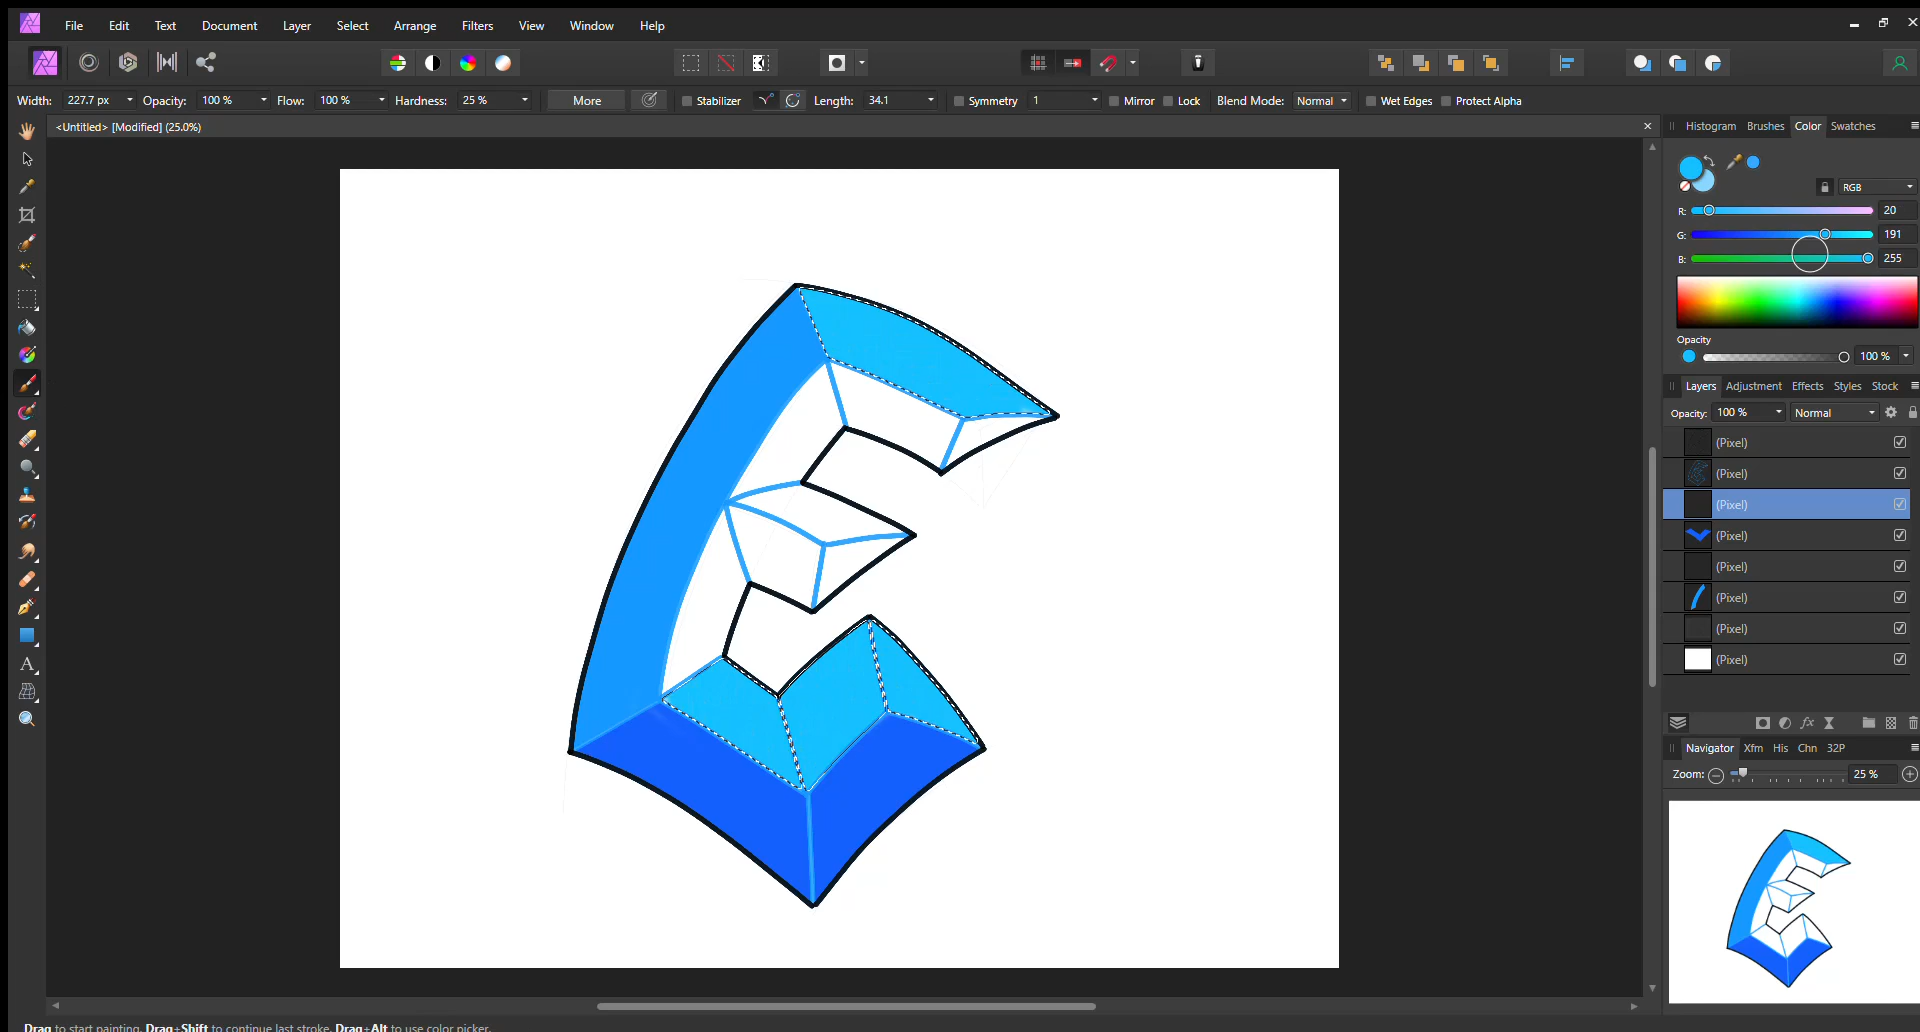 File Edit Text Document Layer Select Arrange Filters View Window Help
Width: 227.7 px Opacity: 100 % Flow: 100 % Hardness: 25 % More Stabilizer Length: 34.1 Symmetry 1 Mirror Lock Blend Mode: Normal Wet Edges Protect Alpha
<Untitled> [Modified] (25.0%)
Histogram Brushes Color Swatches
RGB
R: 20
G: 191
B: 255
Opacity
100 %
Layers Adjustment Effects Styles Stock
Opacity: 100 % Normal
(Pixel)
(Pixel)
(Pixel)
(Pixel)
(Pixel)
(Pixel)
(Pixel)
(Pixel)
Navigator Xfm His Chn 32P
Zoom: 25 %
Drag to start painting. Drag+Shift to continue last stroke. Drag+Alt to use color picker.